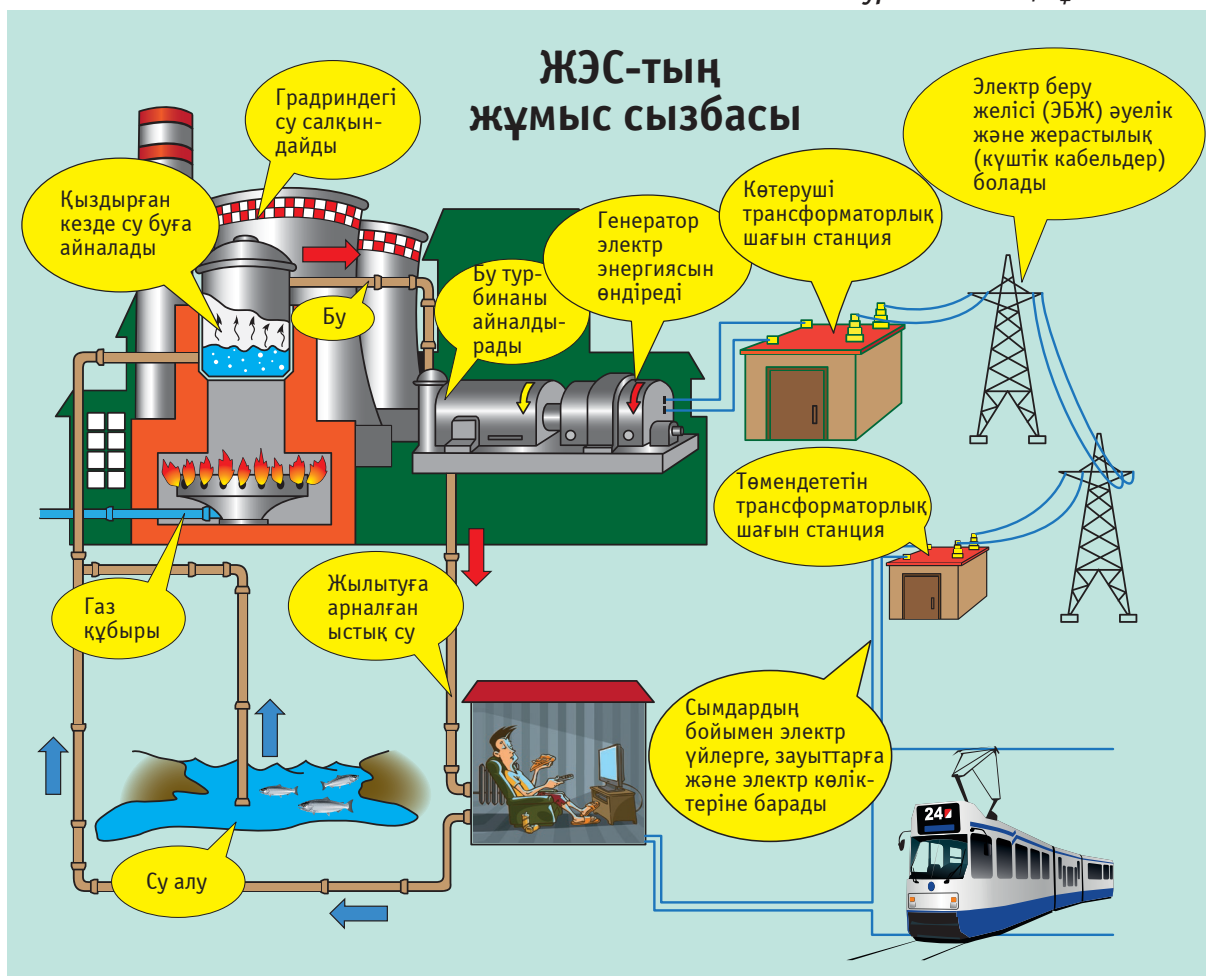 ЖЭС-тың
жұмыс сызбасы
Градриндегі
су салқын-
дайды
Қыздырған
кезде су буға
айналады
Бу
Бу тур-
бинаны
айналды-
рады
Генератор
электр
энергиясын
өндіреді
Көтеруші
трансформаторлық
шағын станция
Электр беру
желісі (ЭБЖ) әуелік
және жерастылық
(күштік кабельдер)
болады
Төмендететін
трансформаторлық
шағын станция
Газ
құбыры
Жылытуға
арналған
ыстық су
Сымдардың
бойымен электр
үйлерге, зауыттарға
және электр көлік-
теріне барады
Су алу
24